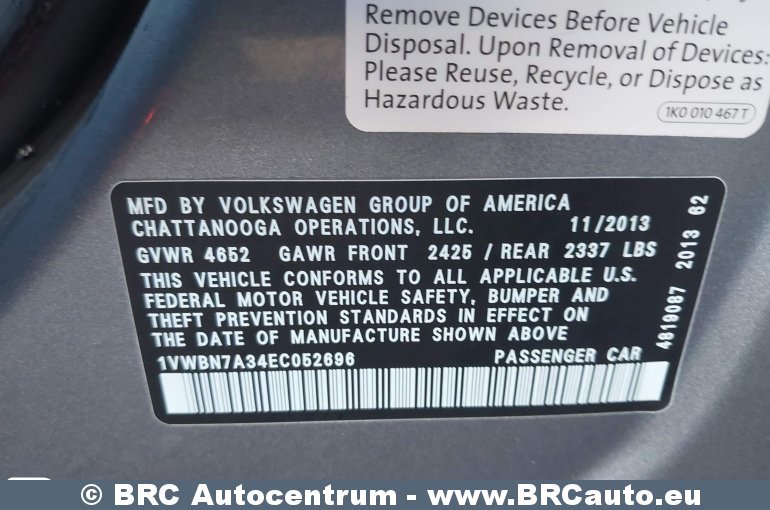 Remove Devices Before Vehicle
Disposal. Upon Removal of Devices:
Please Reuse, Recycle, or Dispose as
Hazardous Waste.
1K0 010 467 T
MFD BY VOLKSWAGEN GROUP OF AMERICA
CHATTANOOGA OPERATIONS, LLC. 11/2013
GVWR 4652 GAWR FRONT 2425 / REAR 2337 LBS
THIS VEHICLE CONFORMS TO ALL APPLICABLE U.S.
FEDERAL MOTOR VEHICLE SAFETY, BUMPER AND
THEFT PREVENTION STANDARDS IN EFFECT ON
THE DATE OF MANUFACTURE SHOWN ABOVE
1VWBN7A34EC052696 PASSENGER CAR
4819087 2013 62
© BRC Autocentrum - www.BRCauto.eu